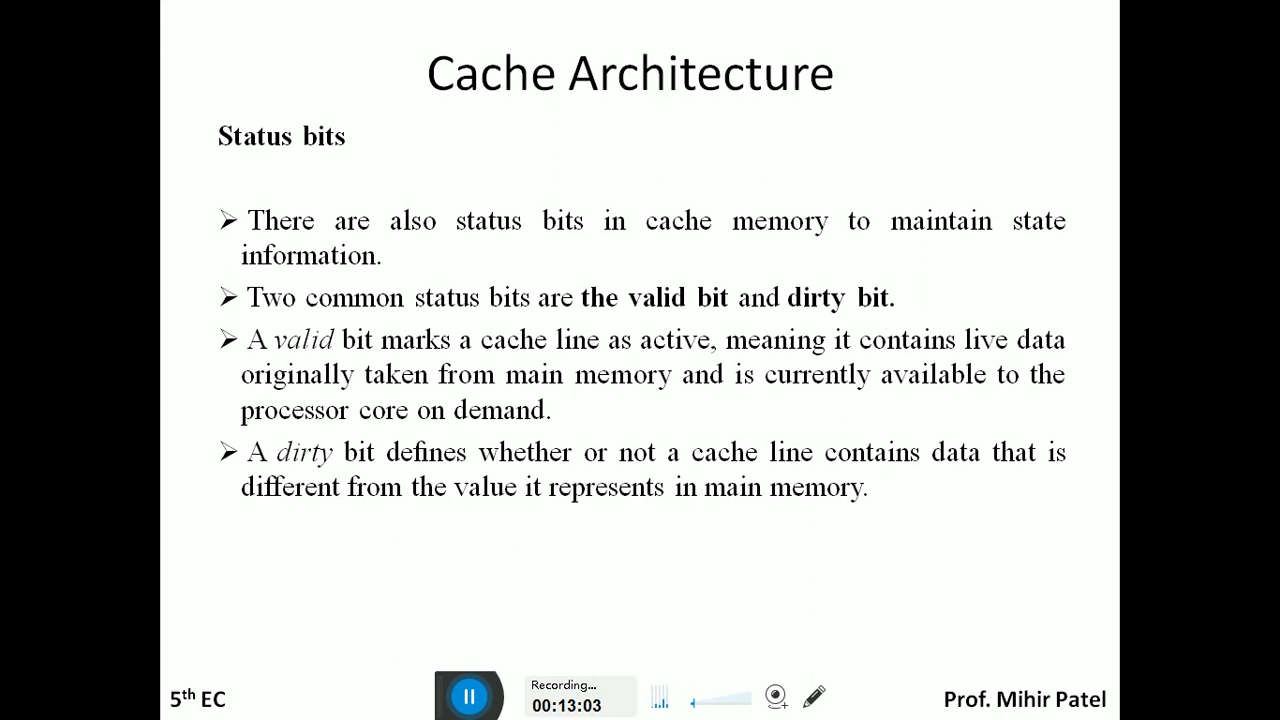 Cache Architecture
Status bits
➢ There are also status bits in cache memory to maintain state
information.
➢ Two common status bits are the valid bit and dirty bit.
➢ A valid bit marks a cache line as active, meaning it contains live data
originally taken from main memory and is currently available to the
processor core on demand.
➢ A dirty bit defines whether or not a cache line contains data that is
different from the value it represents in main memory.
5th EC
Recording...
00:13:03
Prof. Mihir Patel